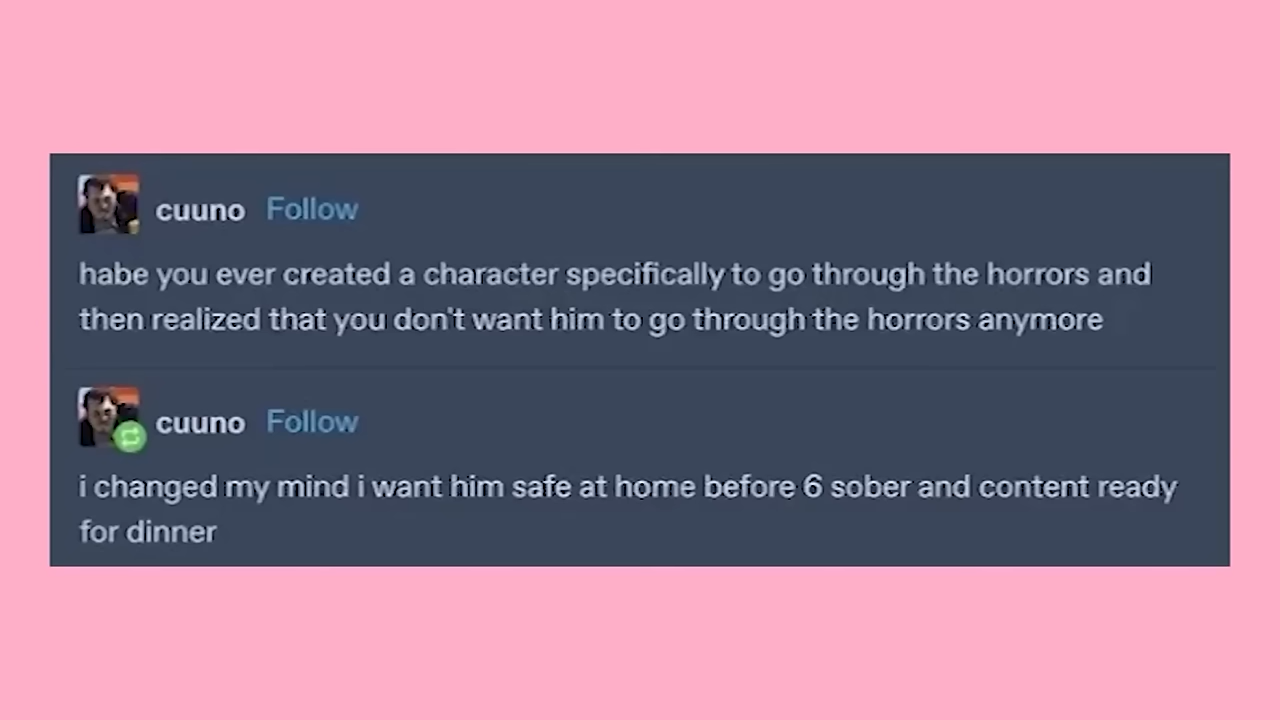 cuuno Follow
habe you ever created a character specifically to go through the horrors and
then realized that you don't want him to go through the horrors anymore
cuuno Follow
i changed my mind i want him safe at home before 6 sober and content ready
for dinner